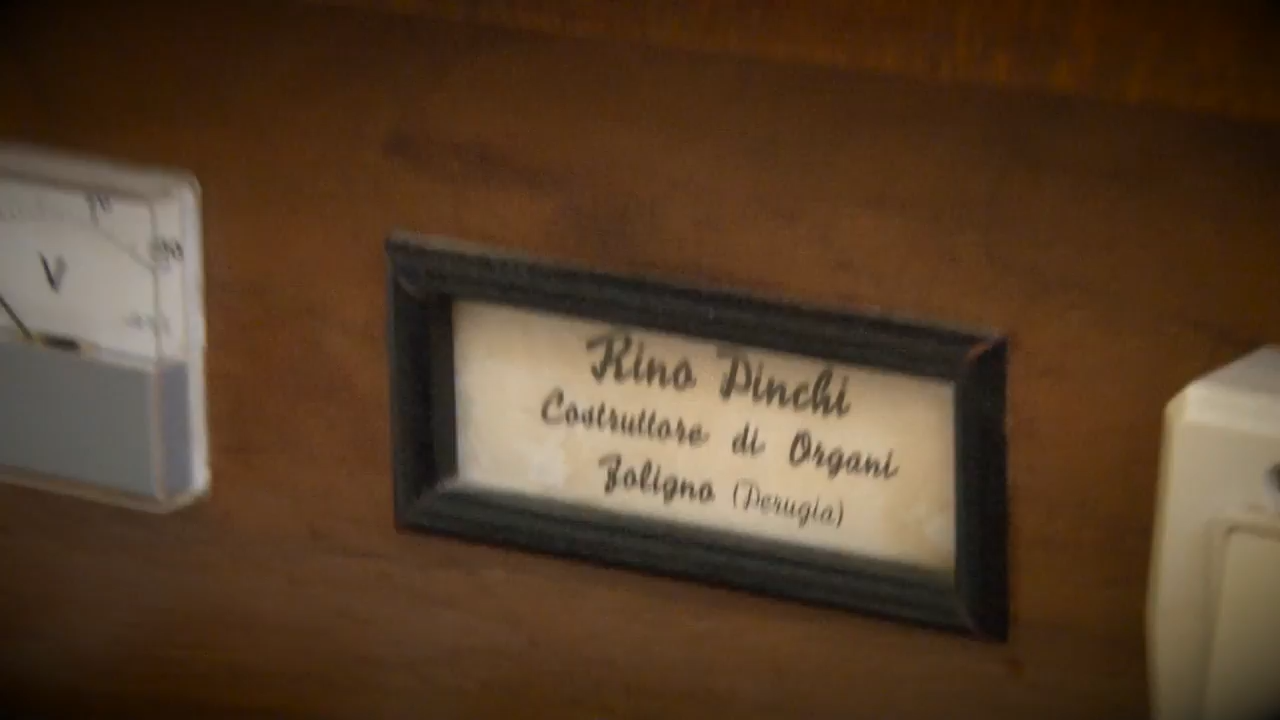 V
Rino Pinchi
Costruttore di Organi
Foligno (Perugia)